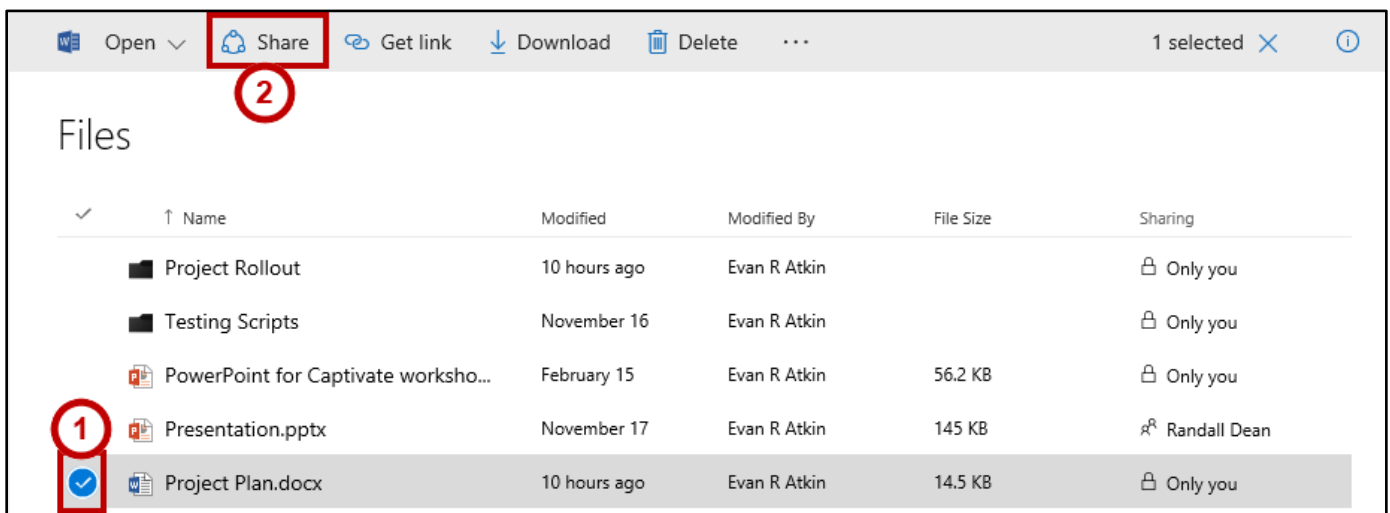 Open Share Get link Download Delete ... 1 selected
2
Files
Name Modified Modified By File Size Sharing
Project Rollout 10 hours ago Evan R Atkin Only you
Testing Scripts November 16 Evan R Atkin Only you
PowerPoint for Captivate worksho... February 15 Evan R Atkin 56.2 KB Only you
1 Presentation.pptx November 17 Evan R Atkin 145 KB Randall Dean
Project Plan.docx 10 hours ago Evan R Atkin 14.5 KB Only you